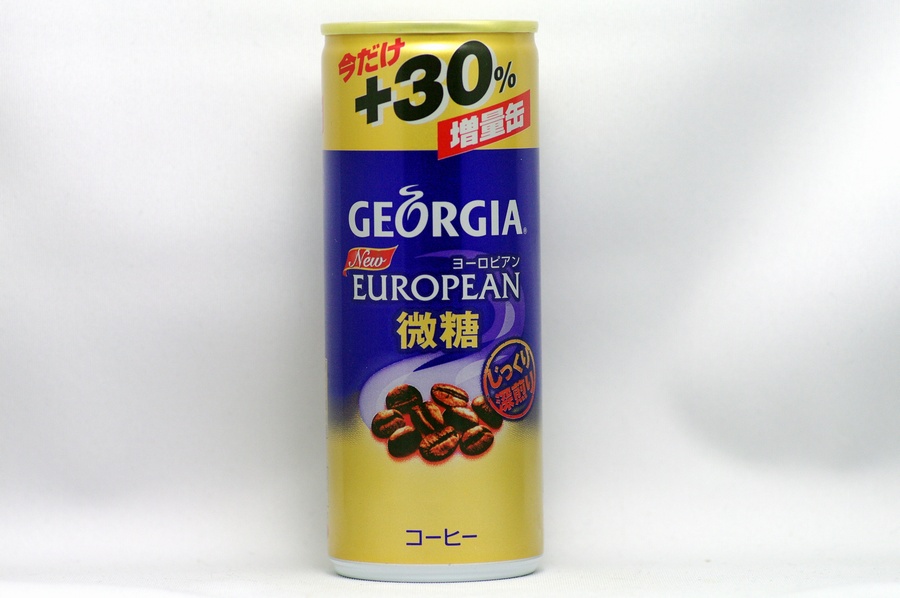 今だけ
+30%
増量缶
GEORGIA®
New
ヨーロピアン
EUROPEAN
微糖
じっくり
深煎り
コーヒー